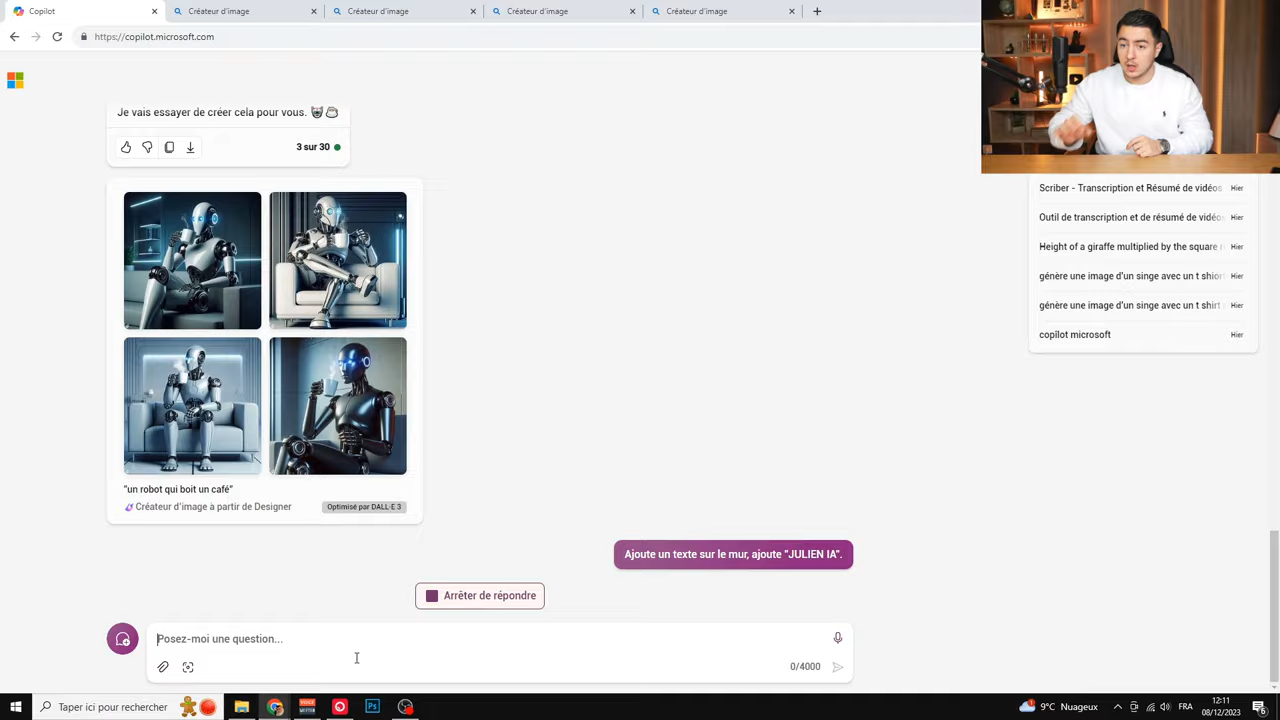 Copilot
Créateur d'image
Créateur d'image
Créateur d'image
Créateur d'image
https://copilot.microsoft.com
Je vais essayer de créer cela pour vous.
3 sur 30
"un robot qui boit un café"
Créateur d'image à partir de Designer
Optimisé par DALL·E 3
Scriber - Transcription et Résumé de vidéos Hier
Outil de transcription et de résumé de vidéo Hier
Height of a giraffe multiplied by the square Hier
génère une image d'un singe avec un t shiort Hier
génère une image d'un singe avec un t shirt Hier
copîlot microsoft Hier
Ajoute un texte sur le mur, ajoute "JULIEN IA".
Arrêter de répondre
Posez-moi une question...
0/4000
Taper ici pour rechercher
Ps
9°C Nuageux
FRA
12:11
08/12/2023